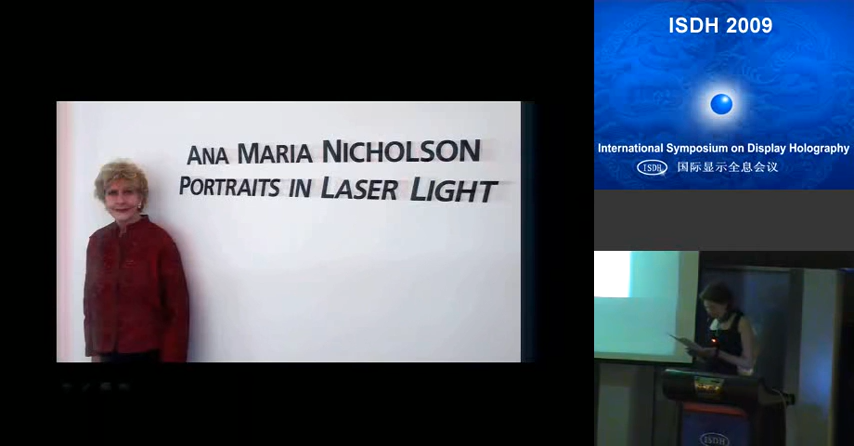 ANA MARIA NICHOLSON
PORTRAITS IN LASER LIGHT
ISDH 2009
International Symposium on Display Holography
ISDH 国际显示全息会议
ISDH